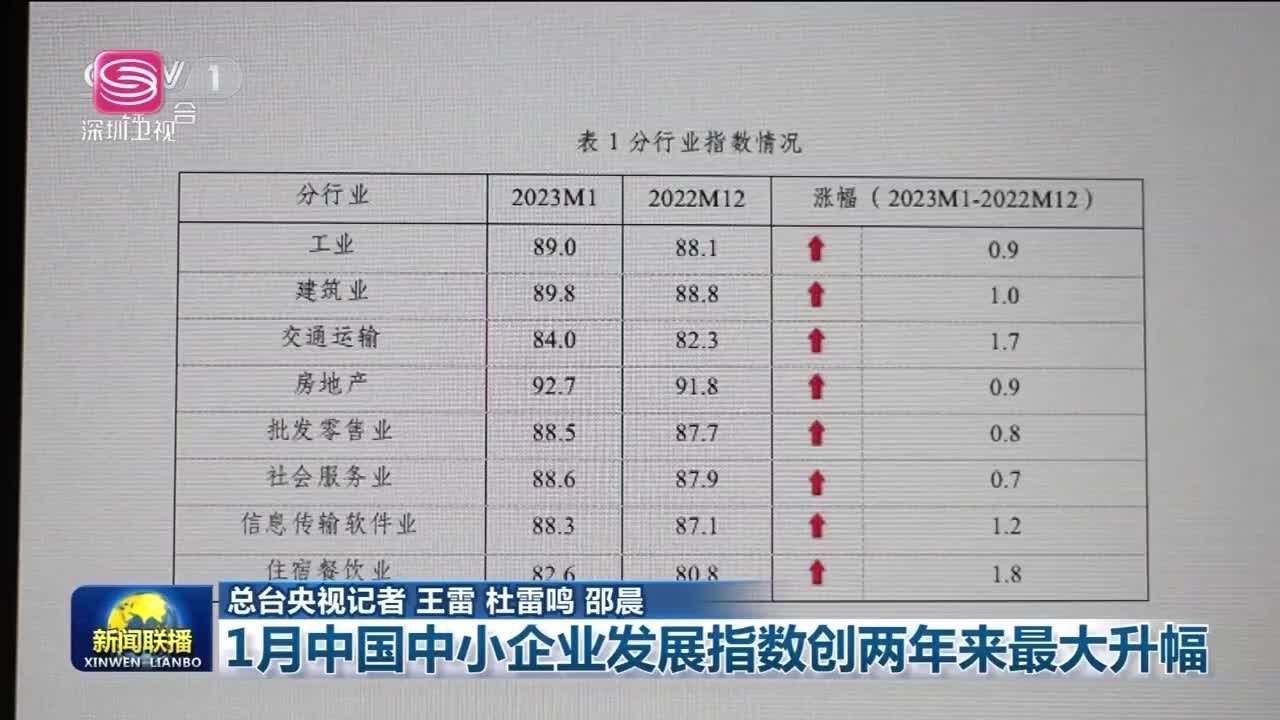 1
合
深圳卫视
表 1 分行业指数情况
分行业 2023M1 2022M12 涨幅（2023M1-2022M12）
工业 89.0 88.1 0.9
建筑业 89.8 88.8 1.0
交通运输 84.0 82.3 1.7
房地产 92.7 91.8 0.9
批发零售业 88.5 87.7 0.8
社会服务业 88.6 87.9 0.7
信息传输软件业 88.3 87.1 1.2
住宿餐饮业 82.6 80.8 1.8
总台央视记者 王雷 杜雷鸣 邵晨
新闻联播
XINWEN LIANBO
1月中国中小企业发展指数创两年来最大升幅